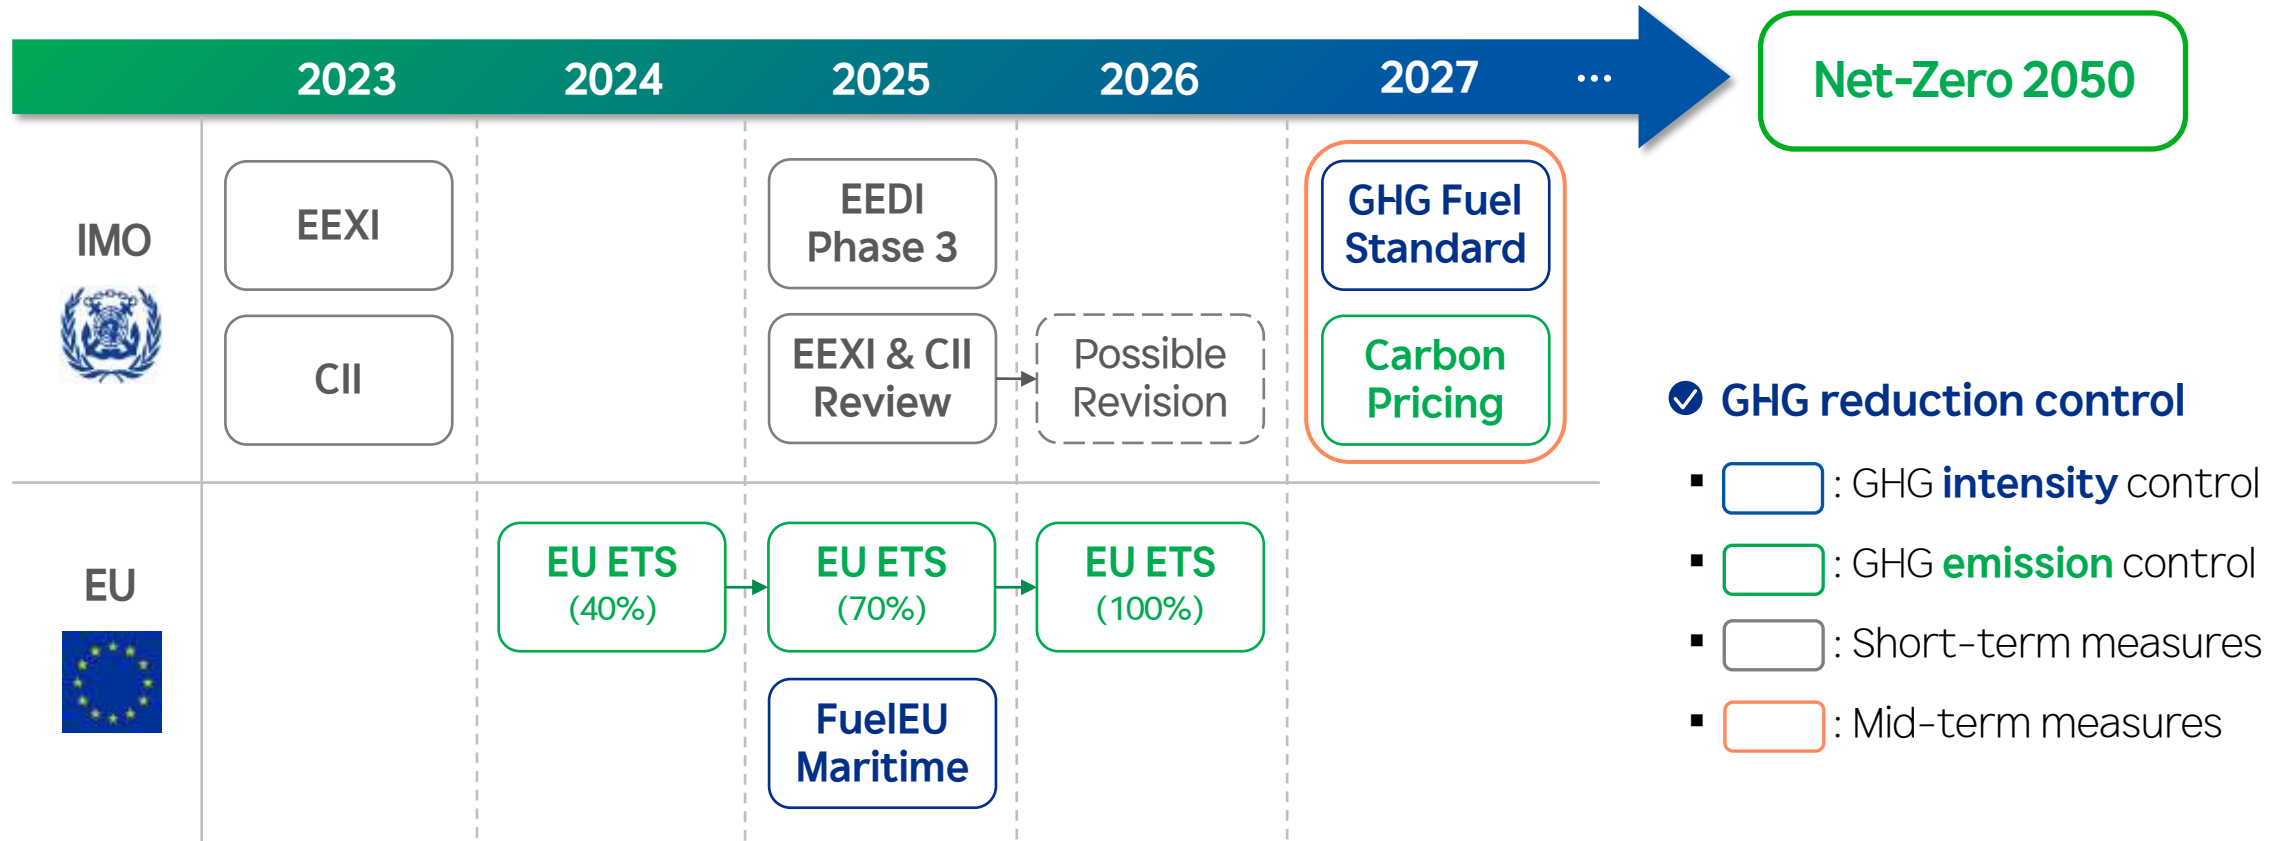 2023 2024 2025 2026 2027 ...
Net-Zero 2050
IMO
EEXI
CII
EEDI
Phase 3
EEXI & CII
Review
Possible
Revision
GHG Fuel
Standard
Carbon
Pricing
EU
EU ETS
(40%)
EU ETS
(70%)
EU ETS
(100%)
FuelEU
Maritime
GHG reduction control
: GHG intensity control
: GHG emission control
: Short-term measures
: Mid-term measures